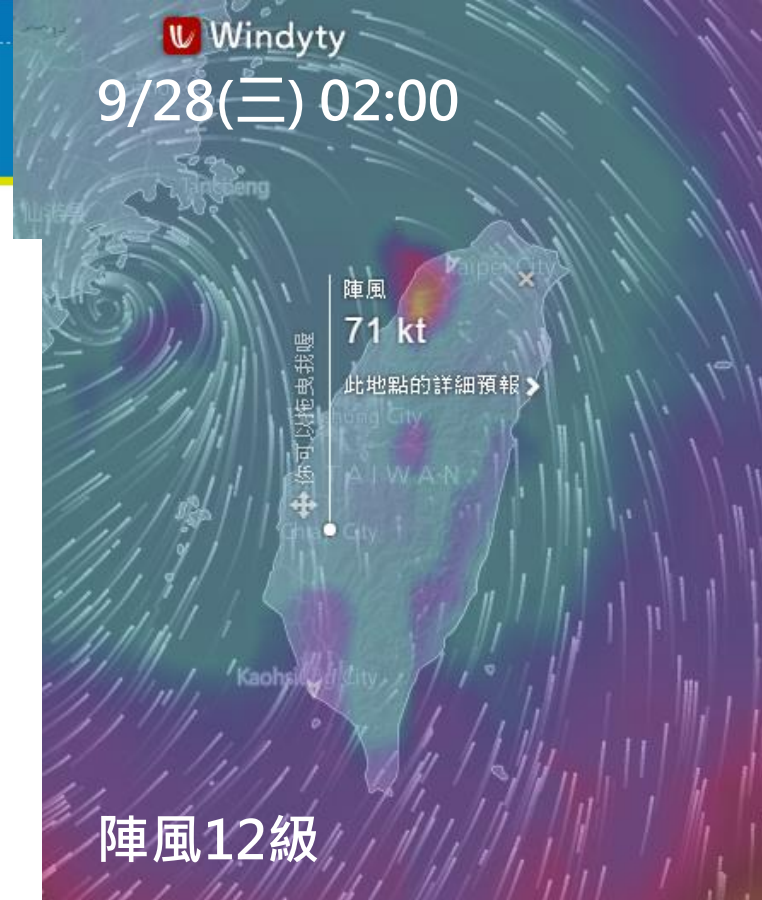 Windyty
9/28(三) 02:00
陣風
71 kt
此地點的詳細預報
你可以拖曳我喔
Taipei City
TAIWAN
City
Kaohsiung City
陣風12級